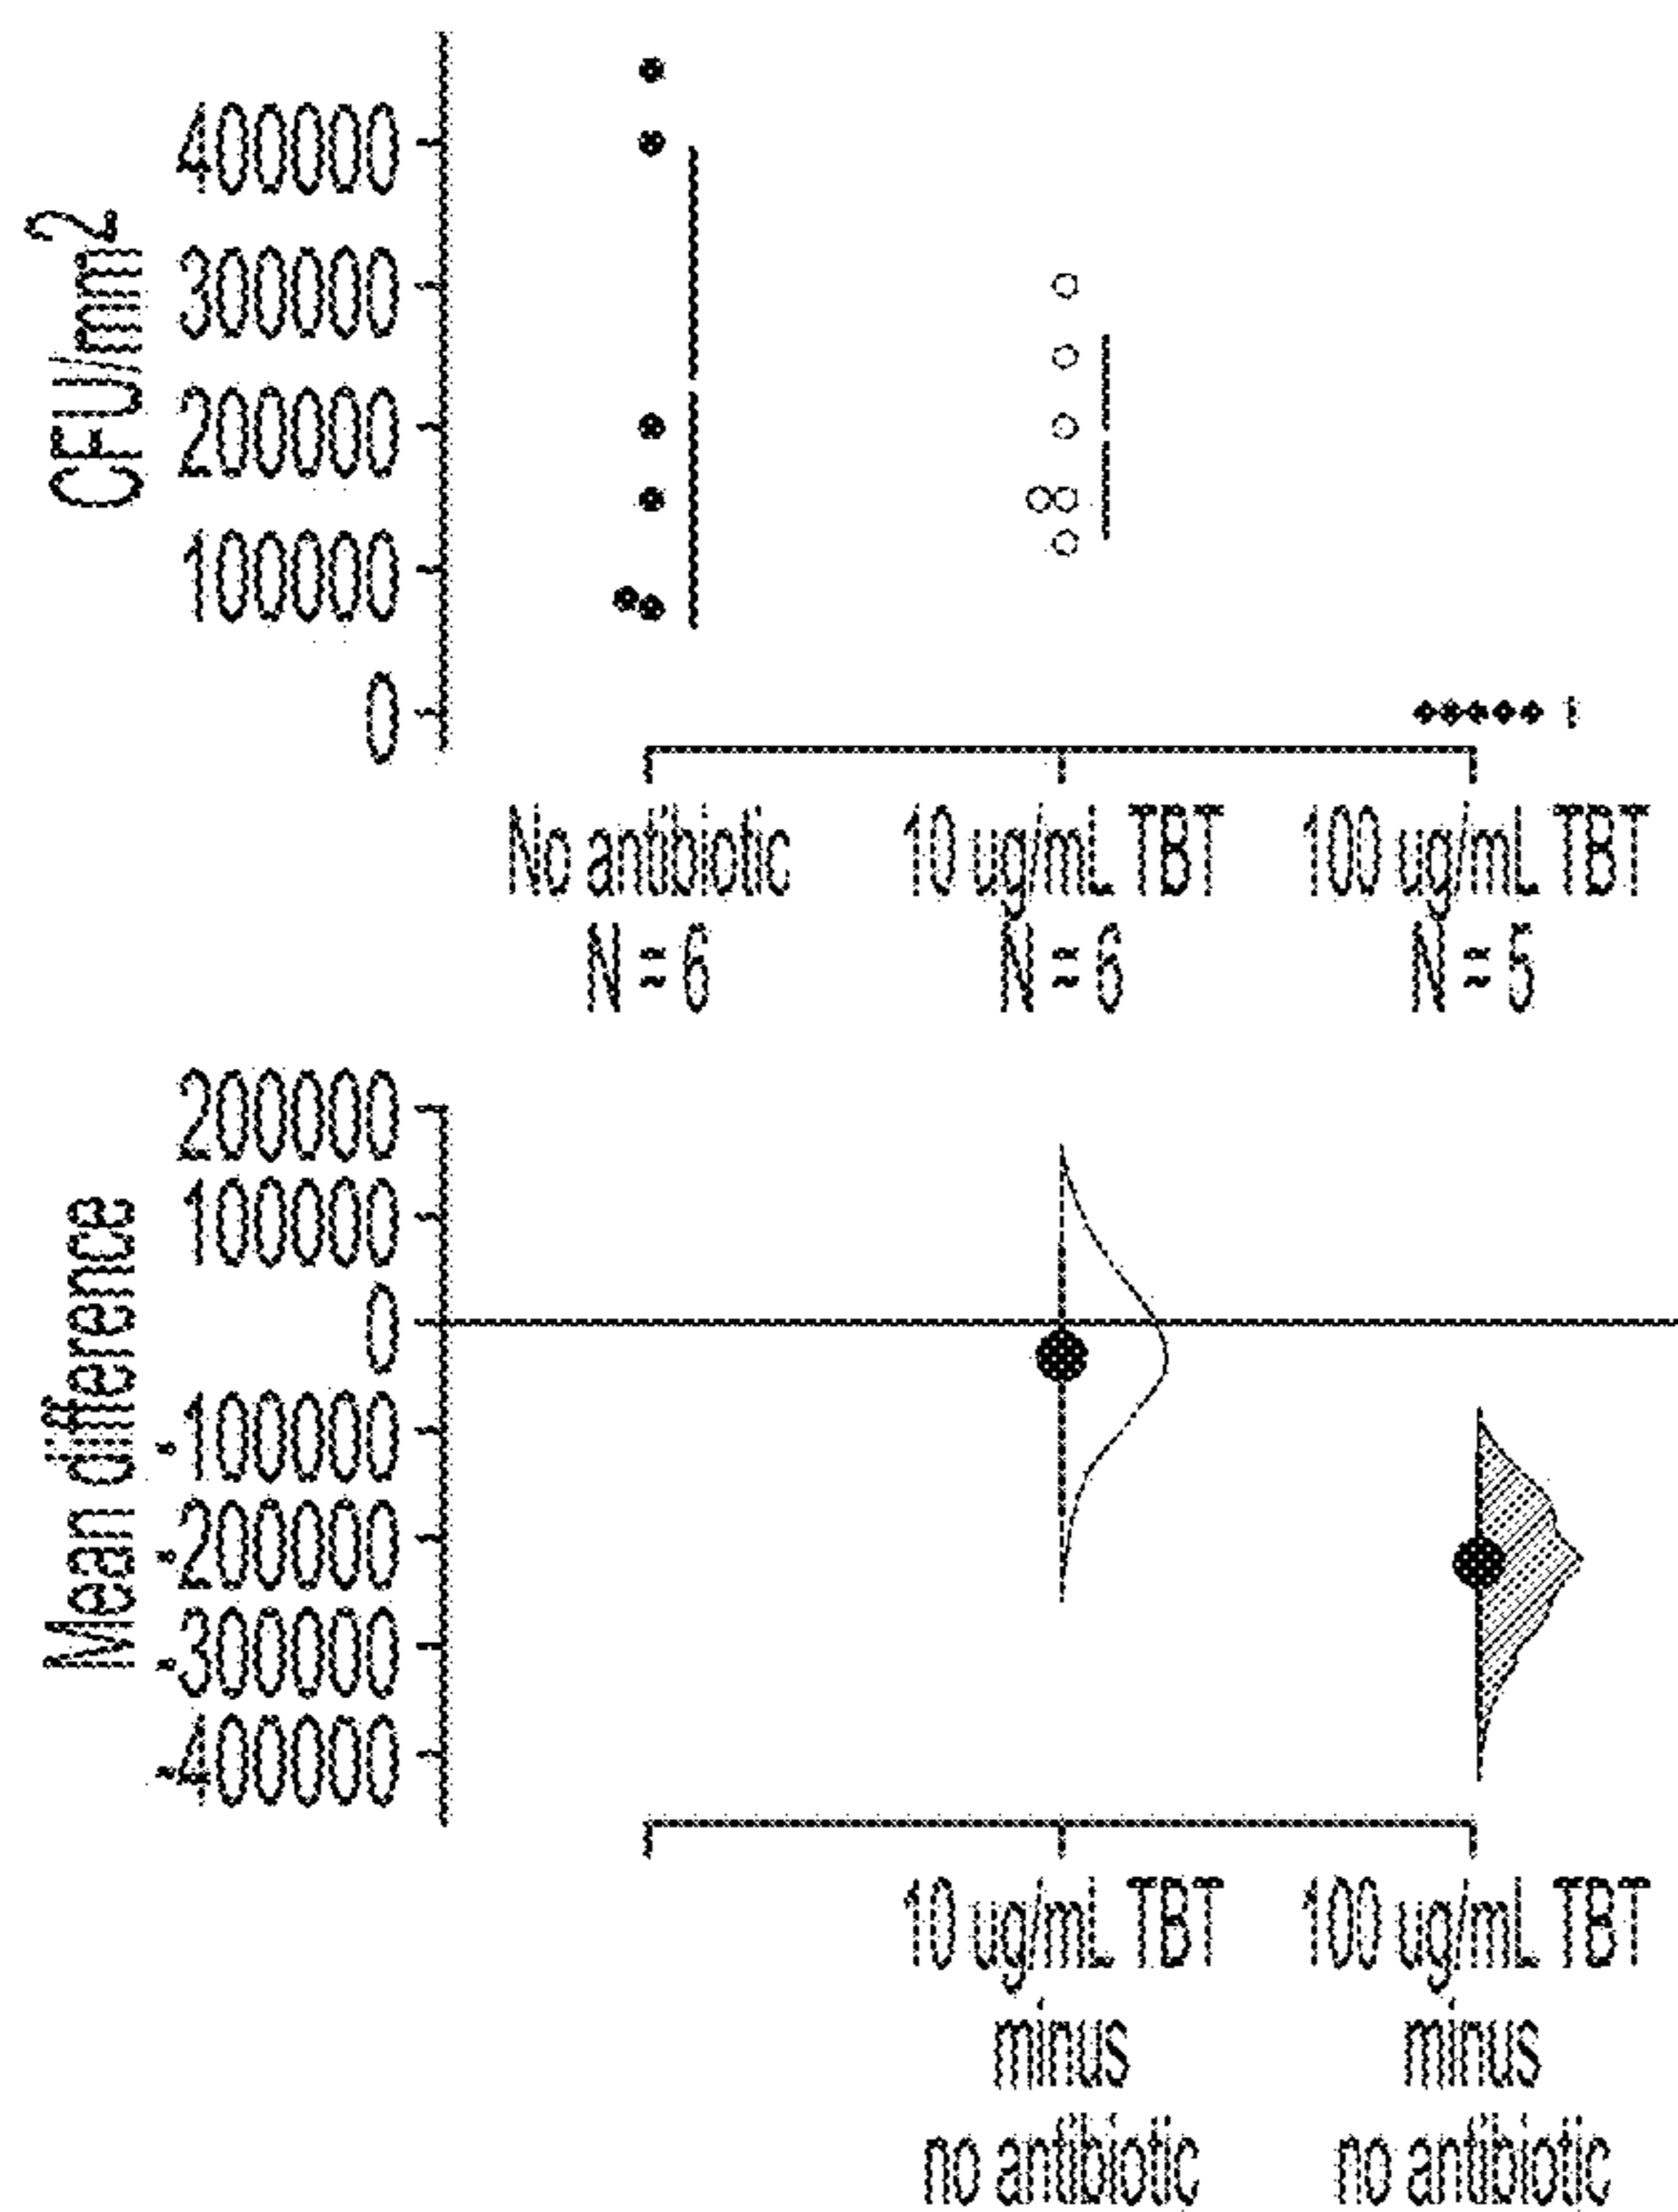 CFU/mm²
400000
300000
200000
100000
0
No antibiotic 10 ug/mL TBT 100 ug/mL TBT
N = 6 N = 6 N = 5
Mean difference
200000
100000
0
-100000
-200000
-300000
-400000
10 ug/mL TBT 100 ug/mL TBT
minus minus
no antibiotic no antibiotic